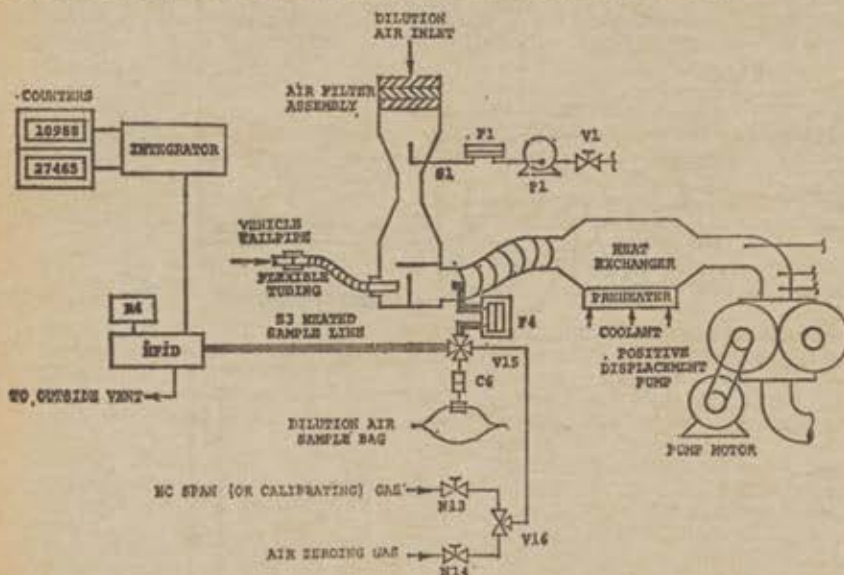 DILUTION
AIR INLET
AIR FILTER
ASSEMBLY
COUNTERS
10988
27465
INTEGRATOR
F1
V1
S1
P1
VEHICLE
TAILPIPE
FLEXIBLE
TUBING
HEAT
EXCHANGER
PREHEATER
COOLANT
R4
S3 HEATED
SAMPLE LINE
F4
HFID
V15
POSITIVE
DISPLACEMENT
PUMP
TO OUTSIDE VENT
C6
DILUTION AIR
SAMPLE BAG
PUMP MOTOR
HC SPAN (OR CALIBRATING) GAS
N13
V16
AIR ZEROING GAS
N14